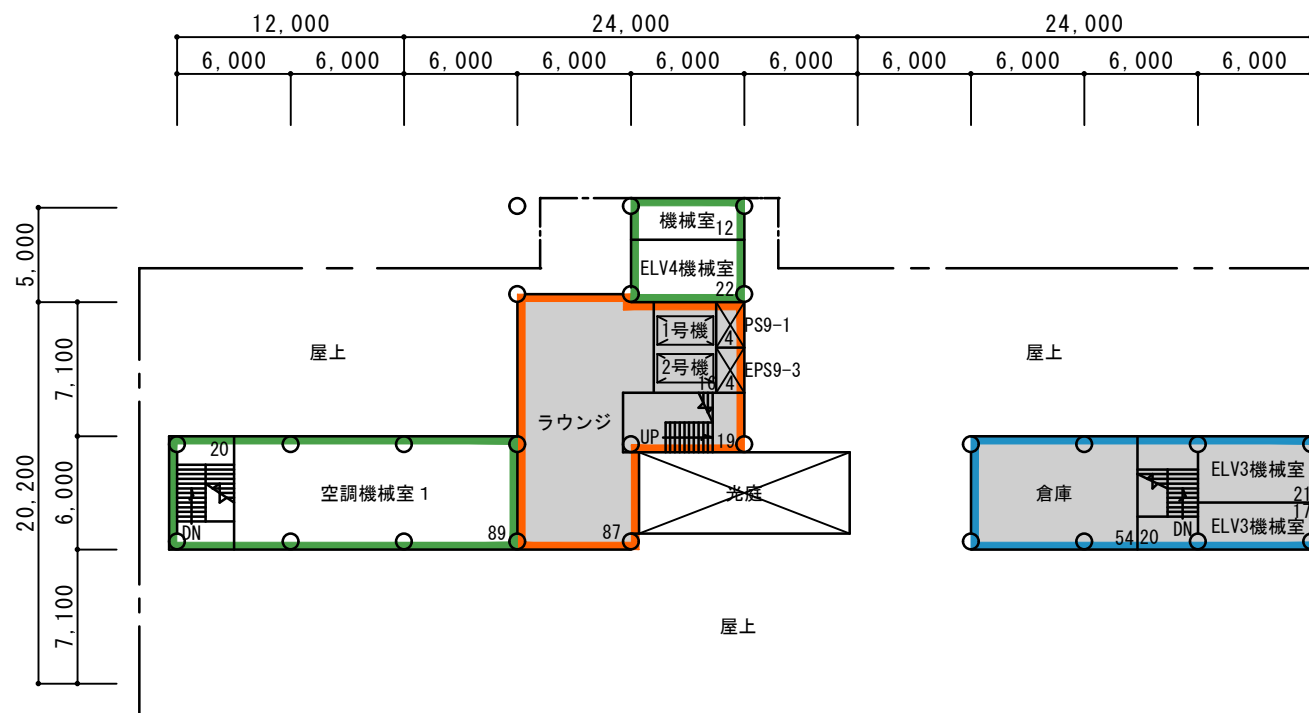 12,000
24,000
24,000
6,000
6,000
6,000
6,000
6,000
6,000
6,000
6,000
6,000
6,000
5,000
7,100
20,200
6,000
7,100
機械室
12
ELV4機械室
22
屋上
1号機
4
PS9-1
2号機
16
4
EPS9-3
ラウンジ
UP
19
屋上
20
空調機械室1
DN
89
87
光庭
倉庫
54
20
DN
ELV3機械室
21
17
ELV3機械室
屋上